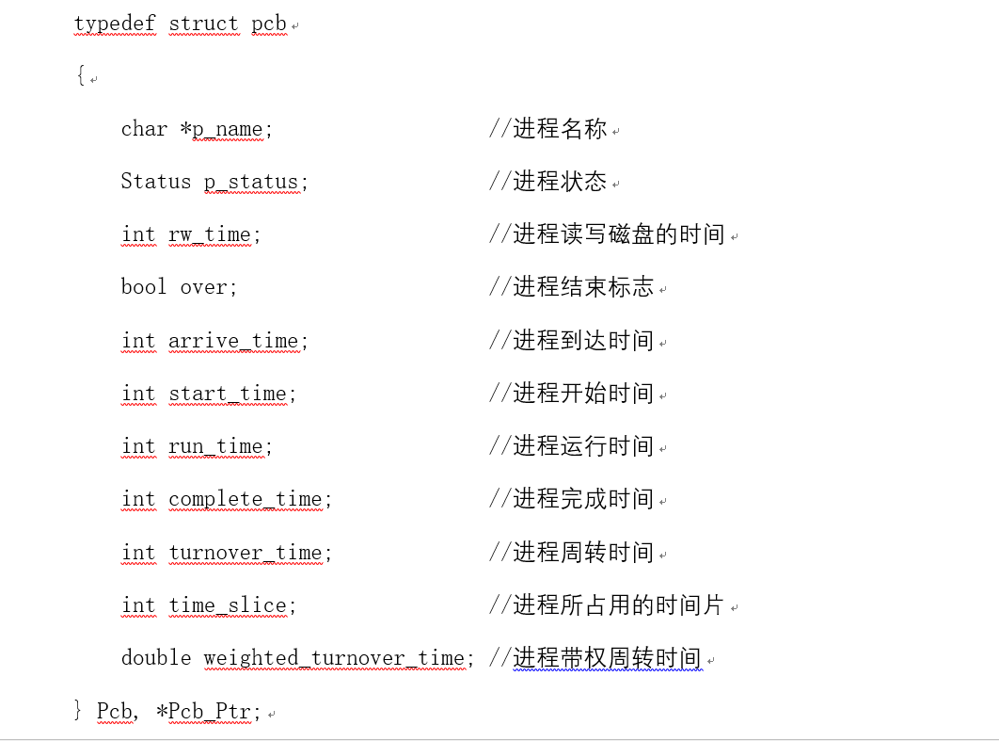 typedef struct pcb
{
char *p_name; //进程名称
Status p_status; //进程状态
int rw_time; //进程读写磁盘的时间
bool over; //进程结束标志
int arrive_time; //进程到达时间
int start_time; //进程开始时间
int run_time; //进程运行时间
int complete_time; //进程完成时间
int turnover_time; //进程周转时间
int time_slice; //进程所占用的时间片
double weighted_turnover_time; //进程带权周转时间
} Pcb, *Pcb_Ptr;